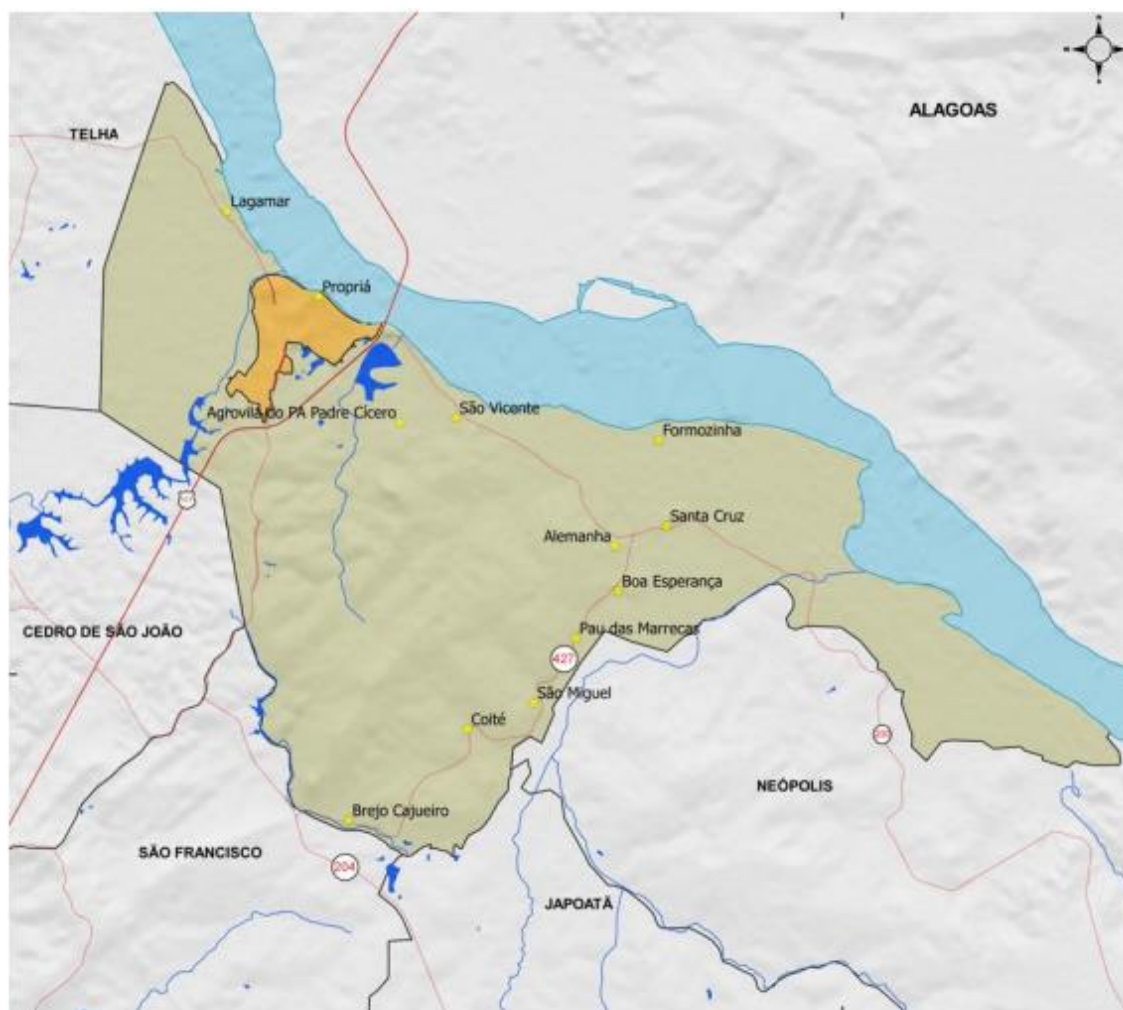 ALAGOAS
TELHA
Lagamar
Propriá
Agrovila do PA Padre Cícero
São Vicente
Formozinha
Santa Cruz
Alemanha
Boa Esperança
Pau das Marrecas
CEDRO DE SÃO JOÃO
427
São Miguel
Coité
NEÓPOLIS
Brejo Cajueiro
SÃO FRANCISCO
204
JAPOATÃ